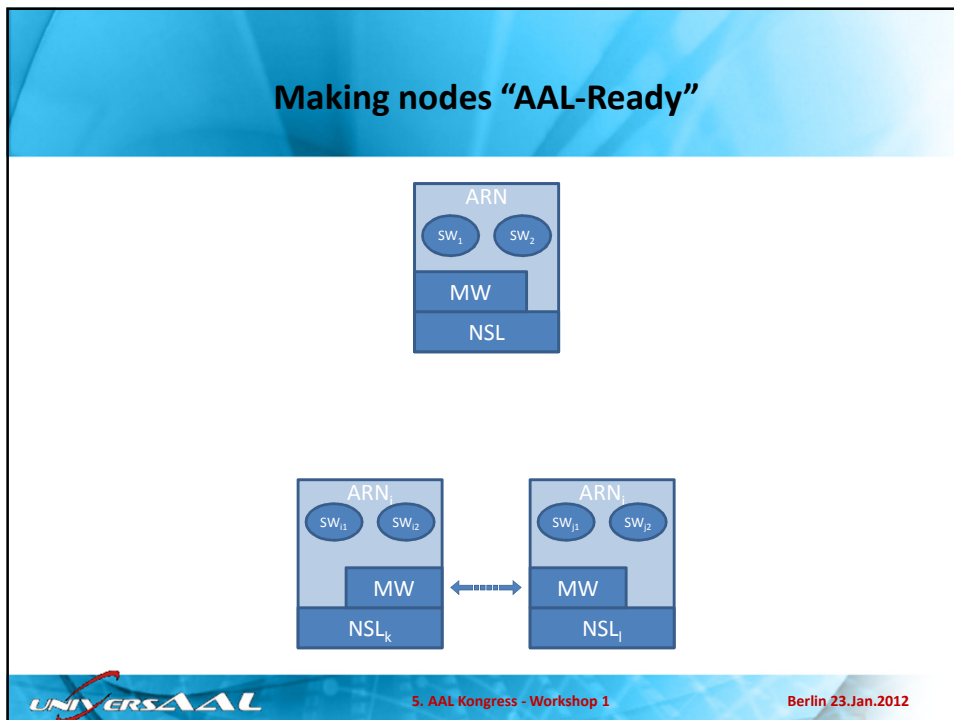 Making nodes “AAL-Ready”
ARN
SW₁ SW₂
MW
NSL
ARNᵢ ARNⱼ
SWᵢ₁ SWᵢ₂ SWⱼ₁ SWⱼ₂
MW MW
NSLₖ NSLₗ
UNIVERSAAL 5. AAL Kongress - Workshop 1 Berlin 23.Jan.2012